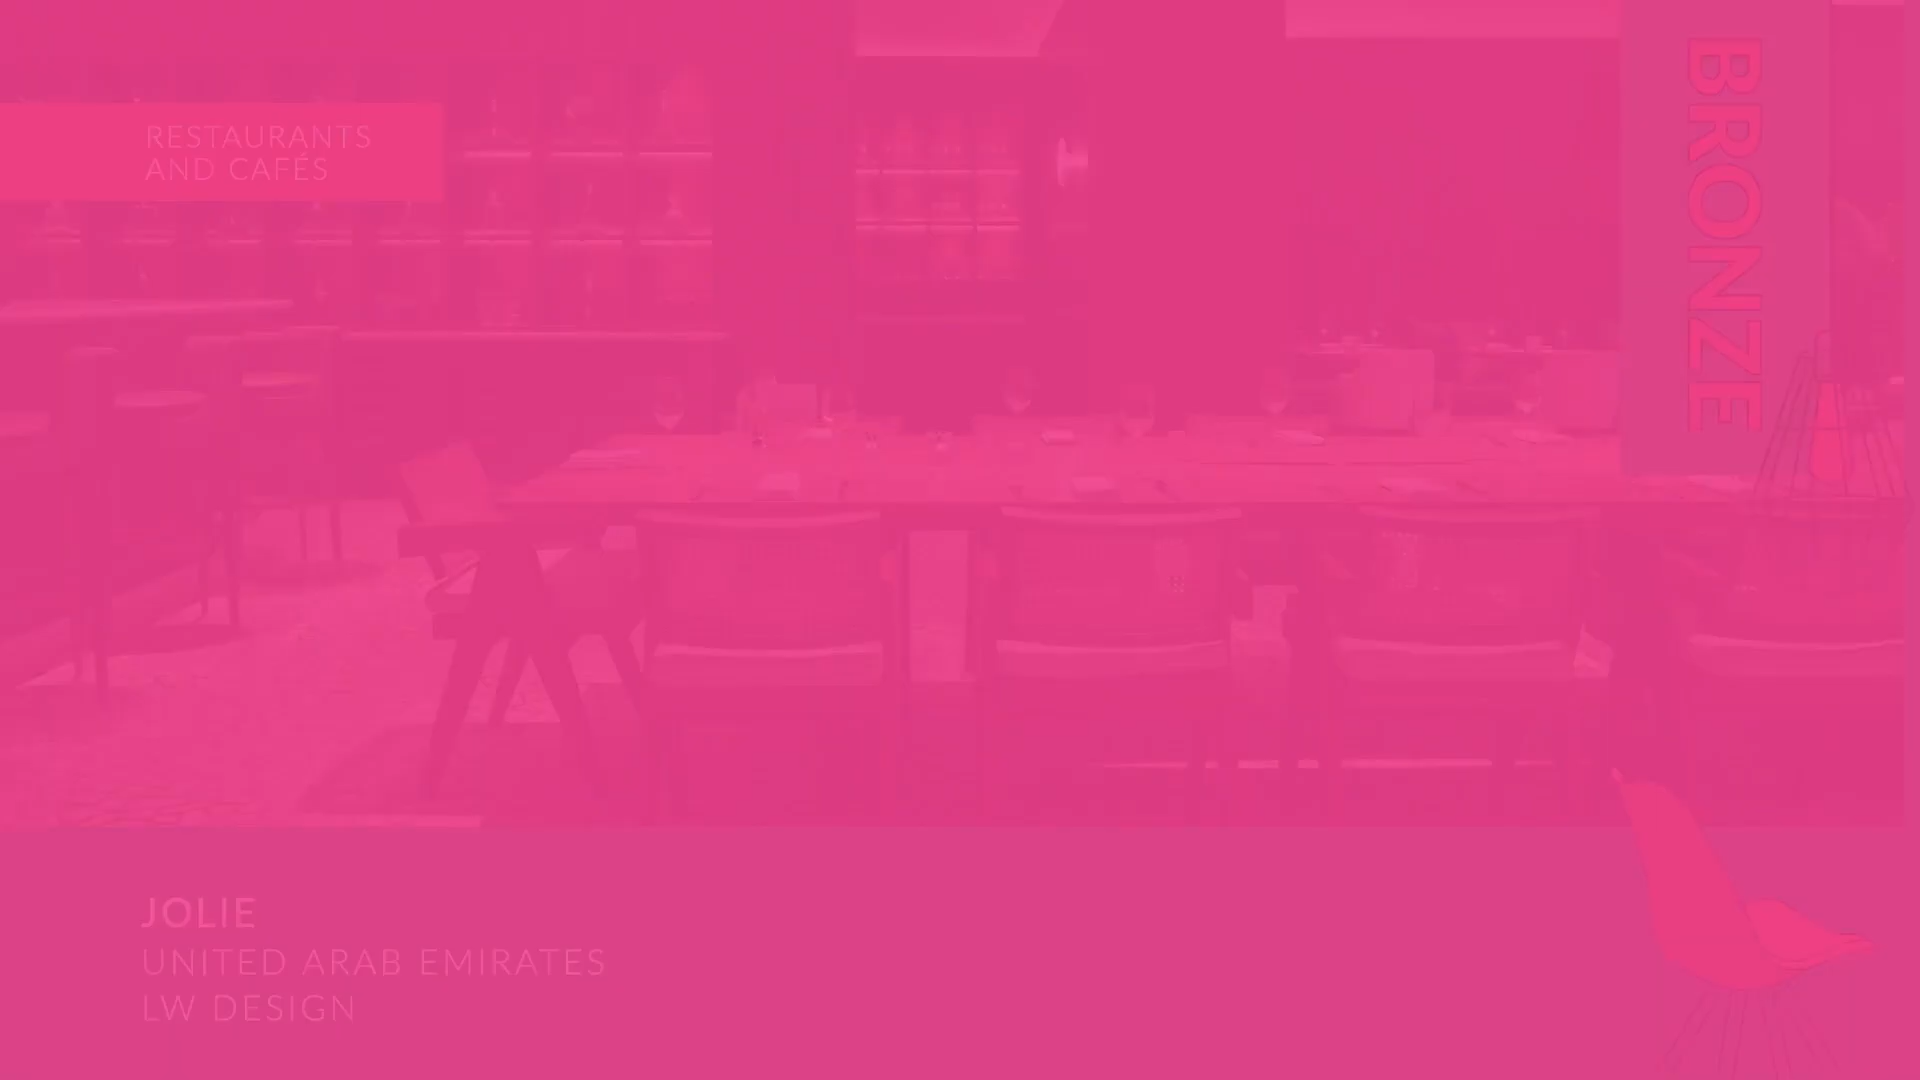 RESTAURANTS
AND CAFÉS
BRONZE
JOLIE
UNITED ARAB EMIRATES
LW DESIGN